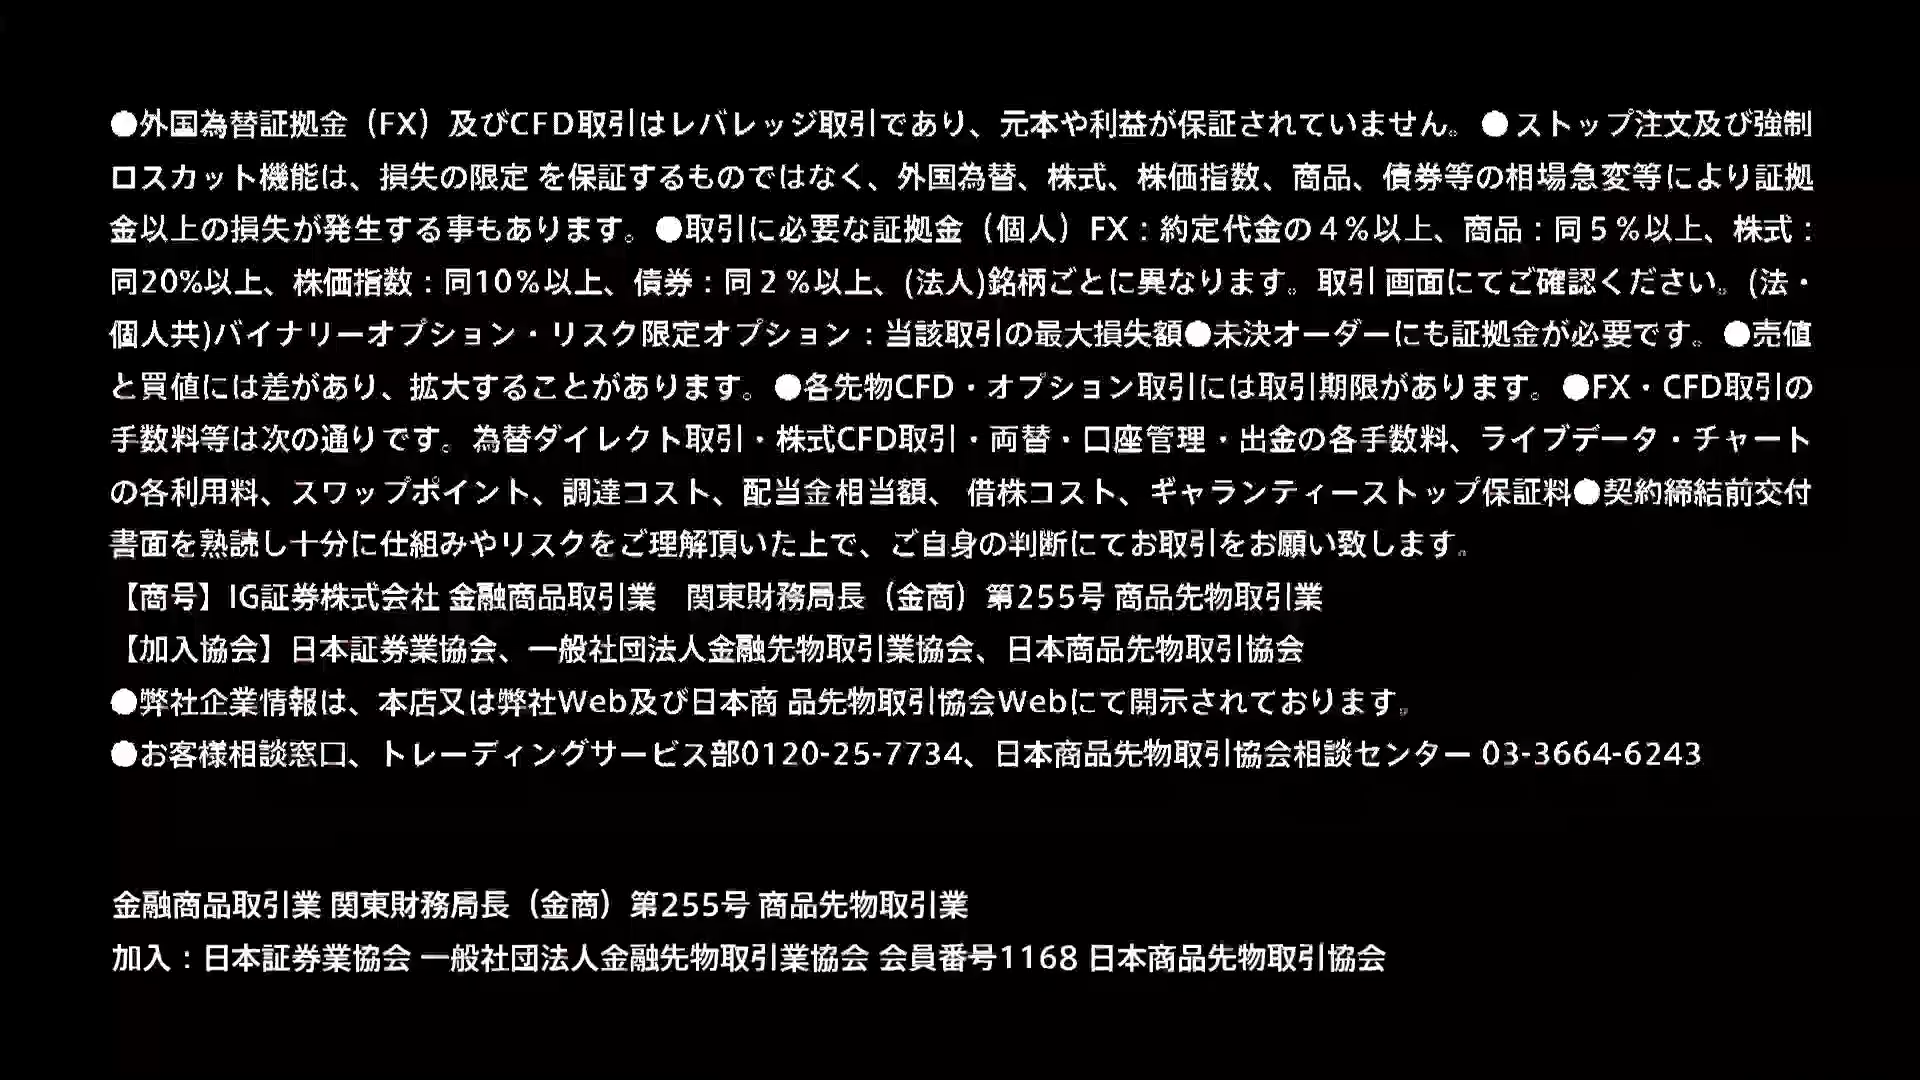 ●外国為替証拠金（FX）及びCFD取引はレバレッジ取引であり、元本や利益が保証されていません。●ストップ注文及び強制
ロスカット機能は、損失の限定 を保証するものではなく、外国為替、株式、株価指数、商品、債券等の相場急変等により証拠
金以上の損失が発生する事もあります。●取引に必要な証拠金（個人）FX：約定代金の４%以上、商品：同５%以上、株式：
同20%以上、株価指数：同10%以上、債券：同２%以上、(法人)銘柄ごとに異なります。取引 画面にてご確認ください。(法・
個人共)バイナリーオプション・リスク限定オプション：当該取引の最大損失額●未決オーダーにも証拠金が必要です。●売値
と買値には差があり、拡大することがあります。●各先物CFD・オプション取引には取引期限があります。●FX・CFD取引の
手数料等は次の通りです。為替ダイレクト取引・株式CFD取引・両替・口座管理・出金の各手数料、ライブデータ・チャート
の各利用料、スワップポイント、調達コスト、配当金相当額、 借株コスト、ギャランティーストップ保証料●契約締結前交付
書面を熟読し十分に仕組みやリスクをご理解頂いた上で、ご自身の判断にてお取引をお願い致します。
【商号】IG証券株式会社 金融商品取引業　関東財務局長（金商）第255号 商品先物取引業
【加入協会】日本証券業協会、一般社団法人金融先物取引業協会、日本商品先物取引協会
●弊社企業情報は、本店又は弊社Web及び日本商 品先物取引協会Webにて開示されております。
●お客様相談窓口、トレーディングサービス部0120-25-7734、日本商品先物取引協会相談センター 03-3664-6243
金融商品取引業 関東財務局長（金商）第255号 商品先物取引業
加入：日本証券業協会 一般社団法人金融先物取引業協会 会員番号1168 日本商品先物取引協会